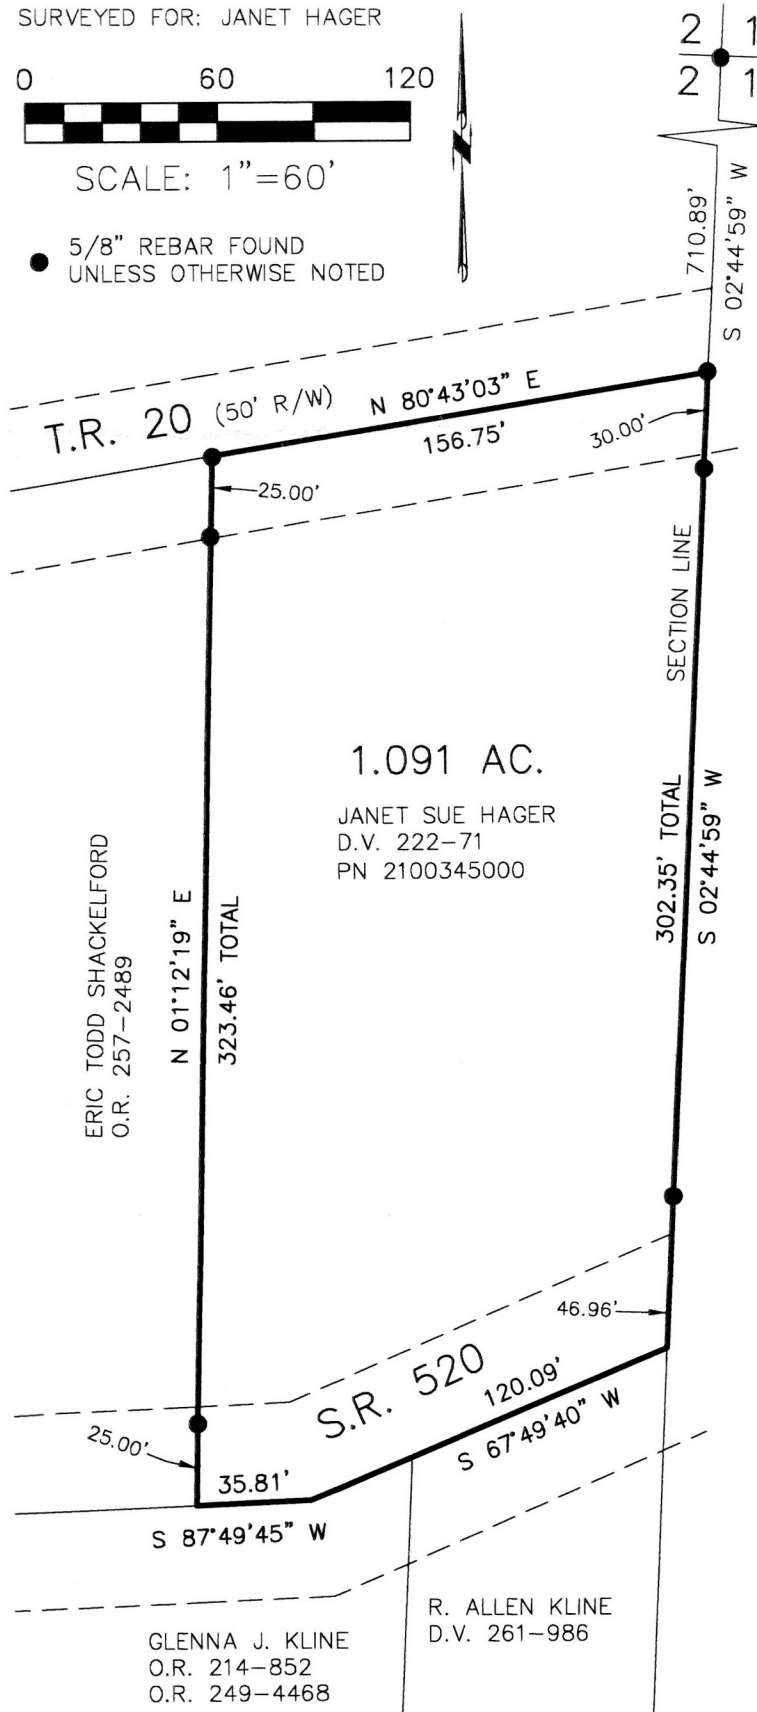 SURVEYED FOR: JANET HAGER
0 60 120
SCALE: 1"=60'
5/8" REBAR FOUND
UNLESS OTHERWISE NOTED
2 1
2 1
710.89'
S 02°44'59" W
T.R. 20 (50' R/W)
N 80°43'03" E
156.75'
30.00'
25.00'
SECTION LINE
1.091 AC.
JANET SUE HAGER
D.V. 222-71
PN 2100345000
302.35' TOTAL
S 02°44'59" W
ERIC TODD SHACKELFORD
O.R. 257-2489
N 01°12'19" E
323.46' TOTAL
46.96'
S.R. 520
120.09'
S 67°49'40" W
25.00'
35.81'
S 87°49'45" W
GLENNA J. KLINE
O.R. 214-852
O.R. 249-4468
R. ALLEN KLINE
D.V. 261-986